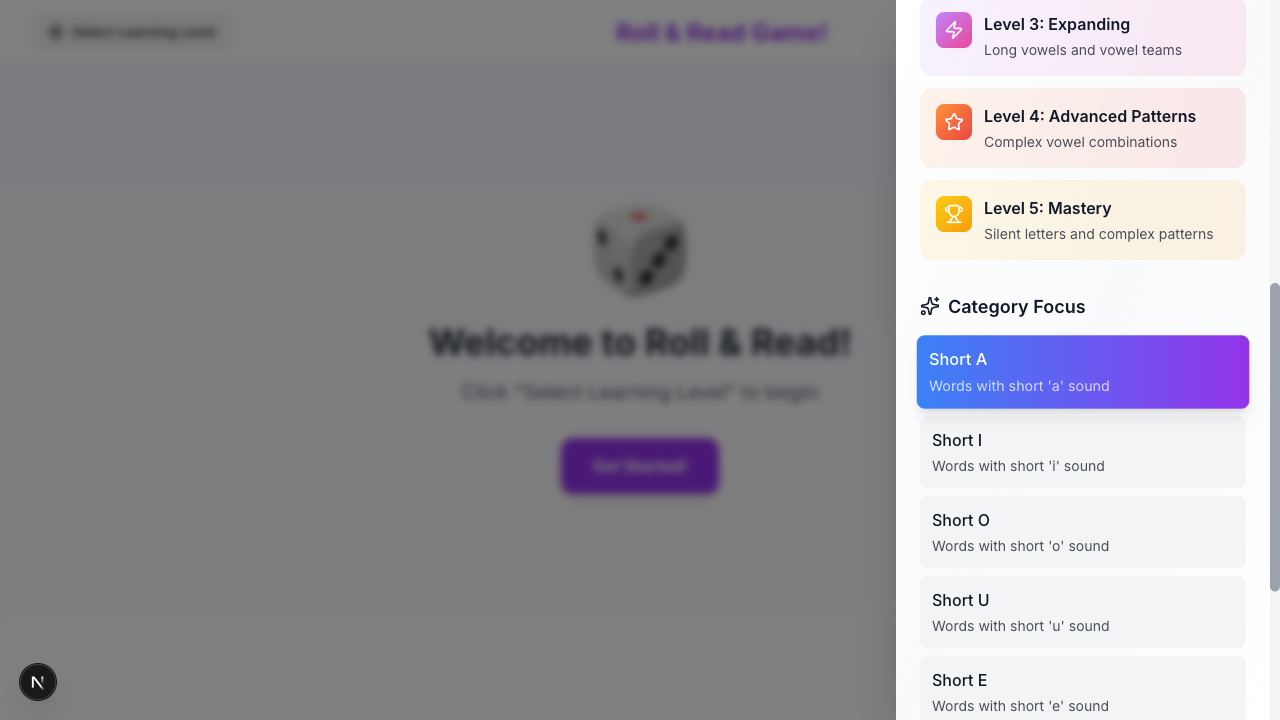 Select Learning Level
Roll & Read Game!
Welcome to Roll & Read!
Click "Select Learning Level" to begin
Get Started!
N
Level 3: Expanding
Long vowels and vowel teams
Level 4: Advanced Patterns
Complex vowel combinations
Level 5: Mastery
Silent letters and complex patterns
Category Focus
Short A
Words with short 'a' sound
Short I
Words with short 'i' sound
Short O
Words with short 'o' sound
Short U
Words with short 'u' sound
Short E
Words with short 'e' sound